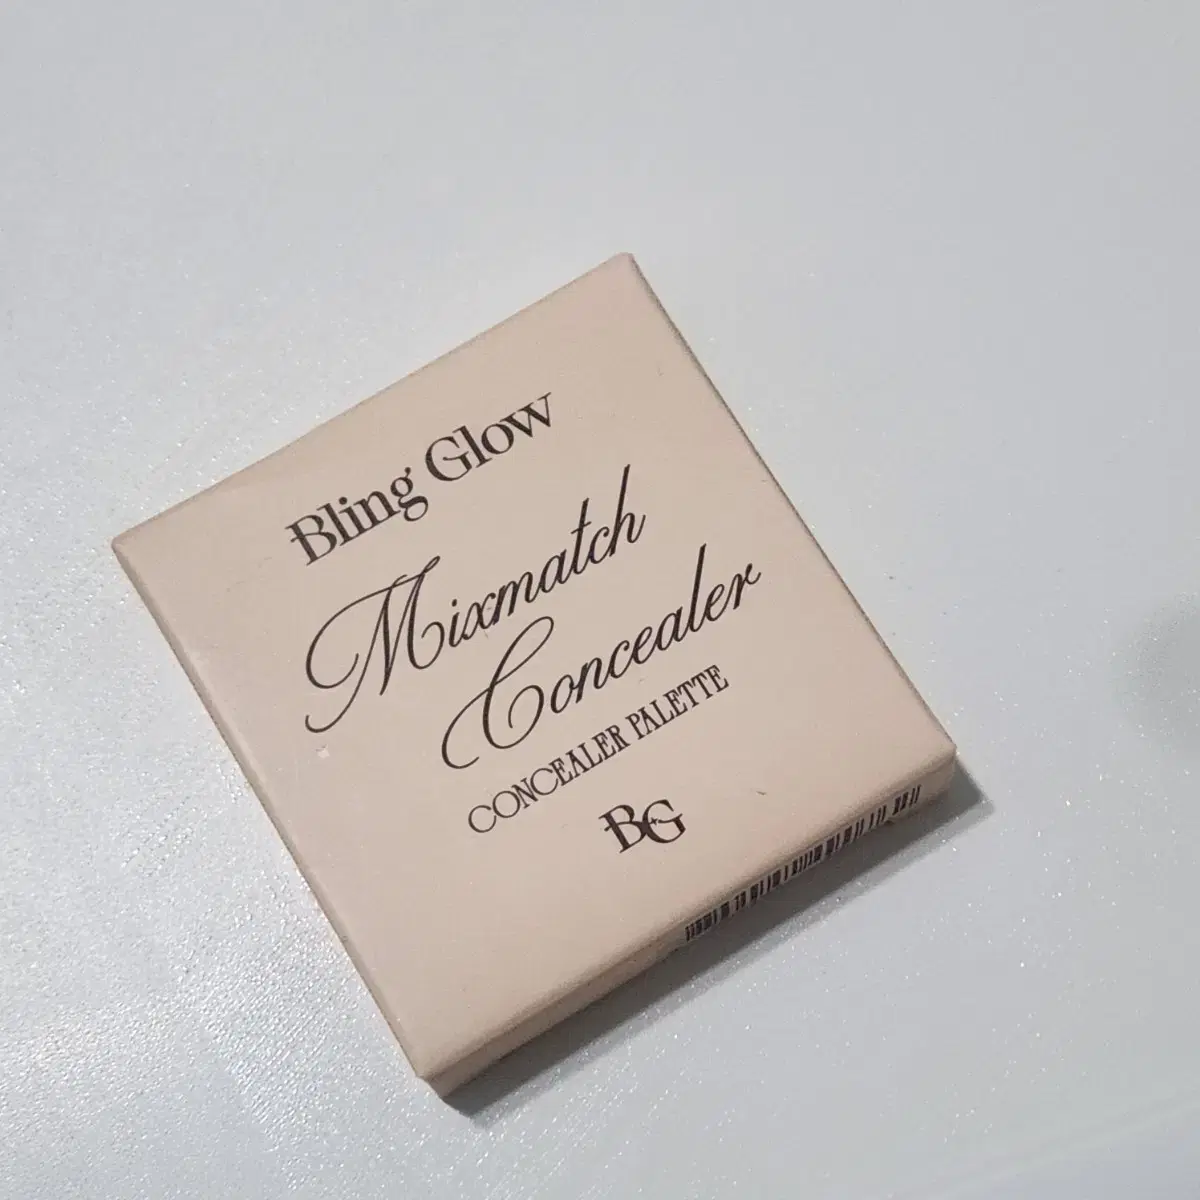 Bling Glow
Mixmatch
Concealer
CONCEALER PALETTE
BG